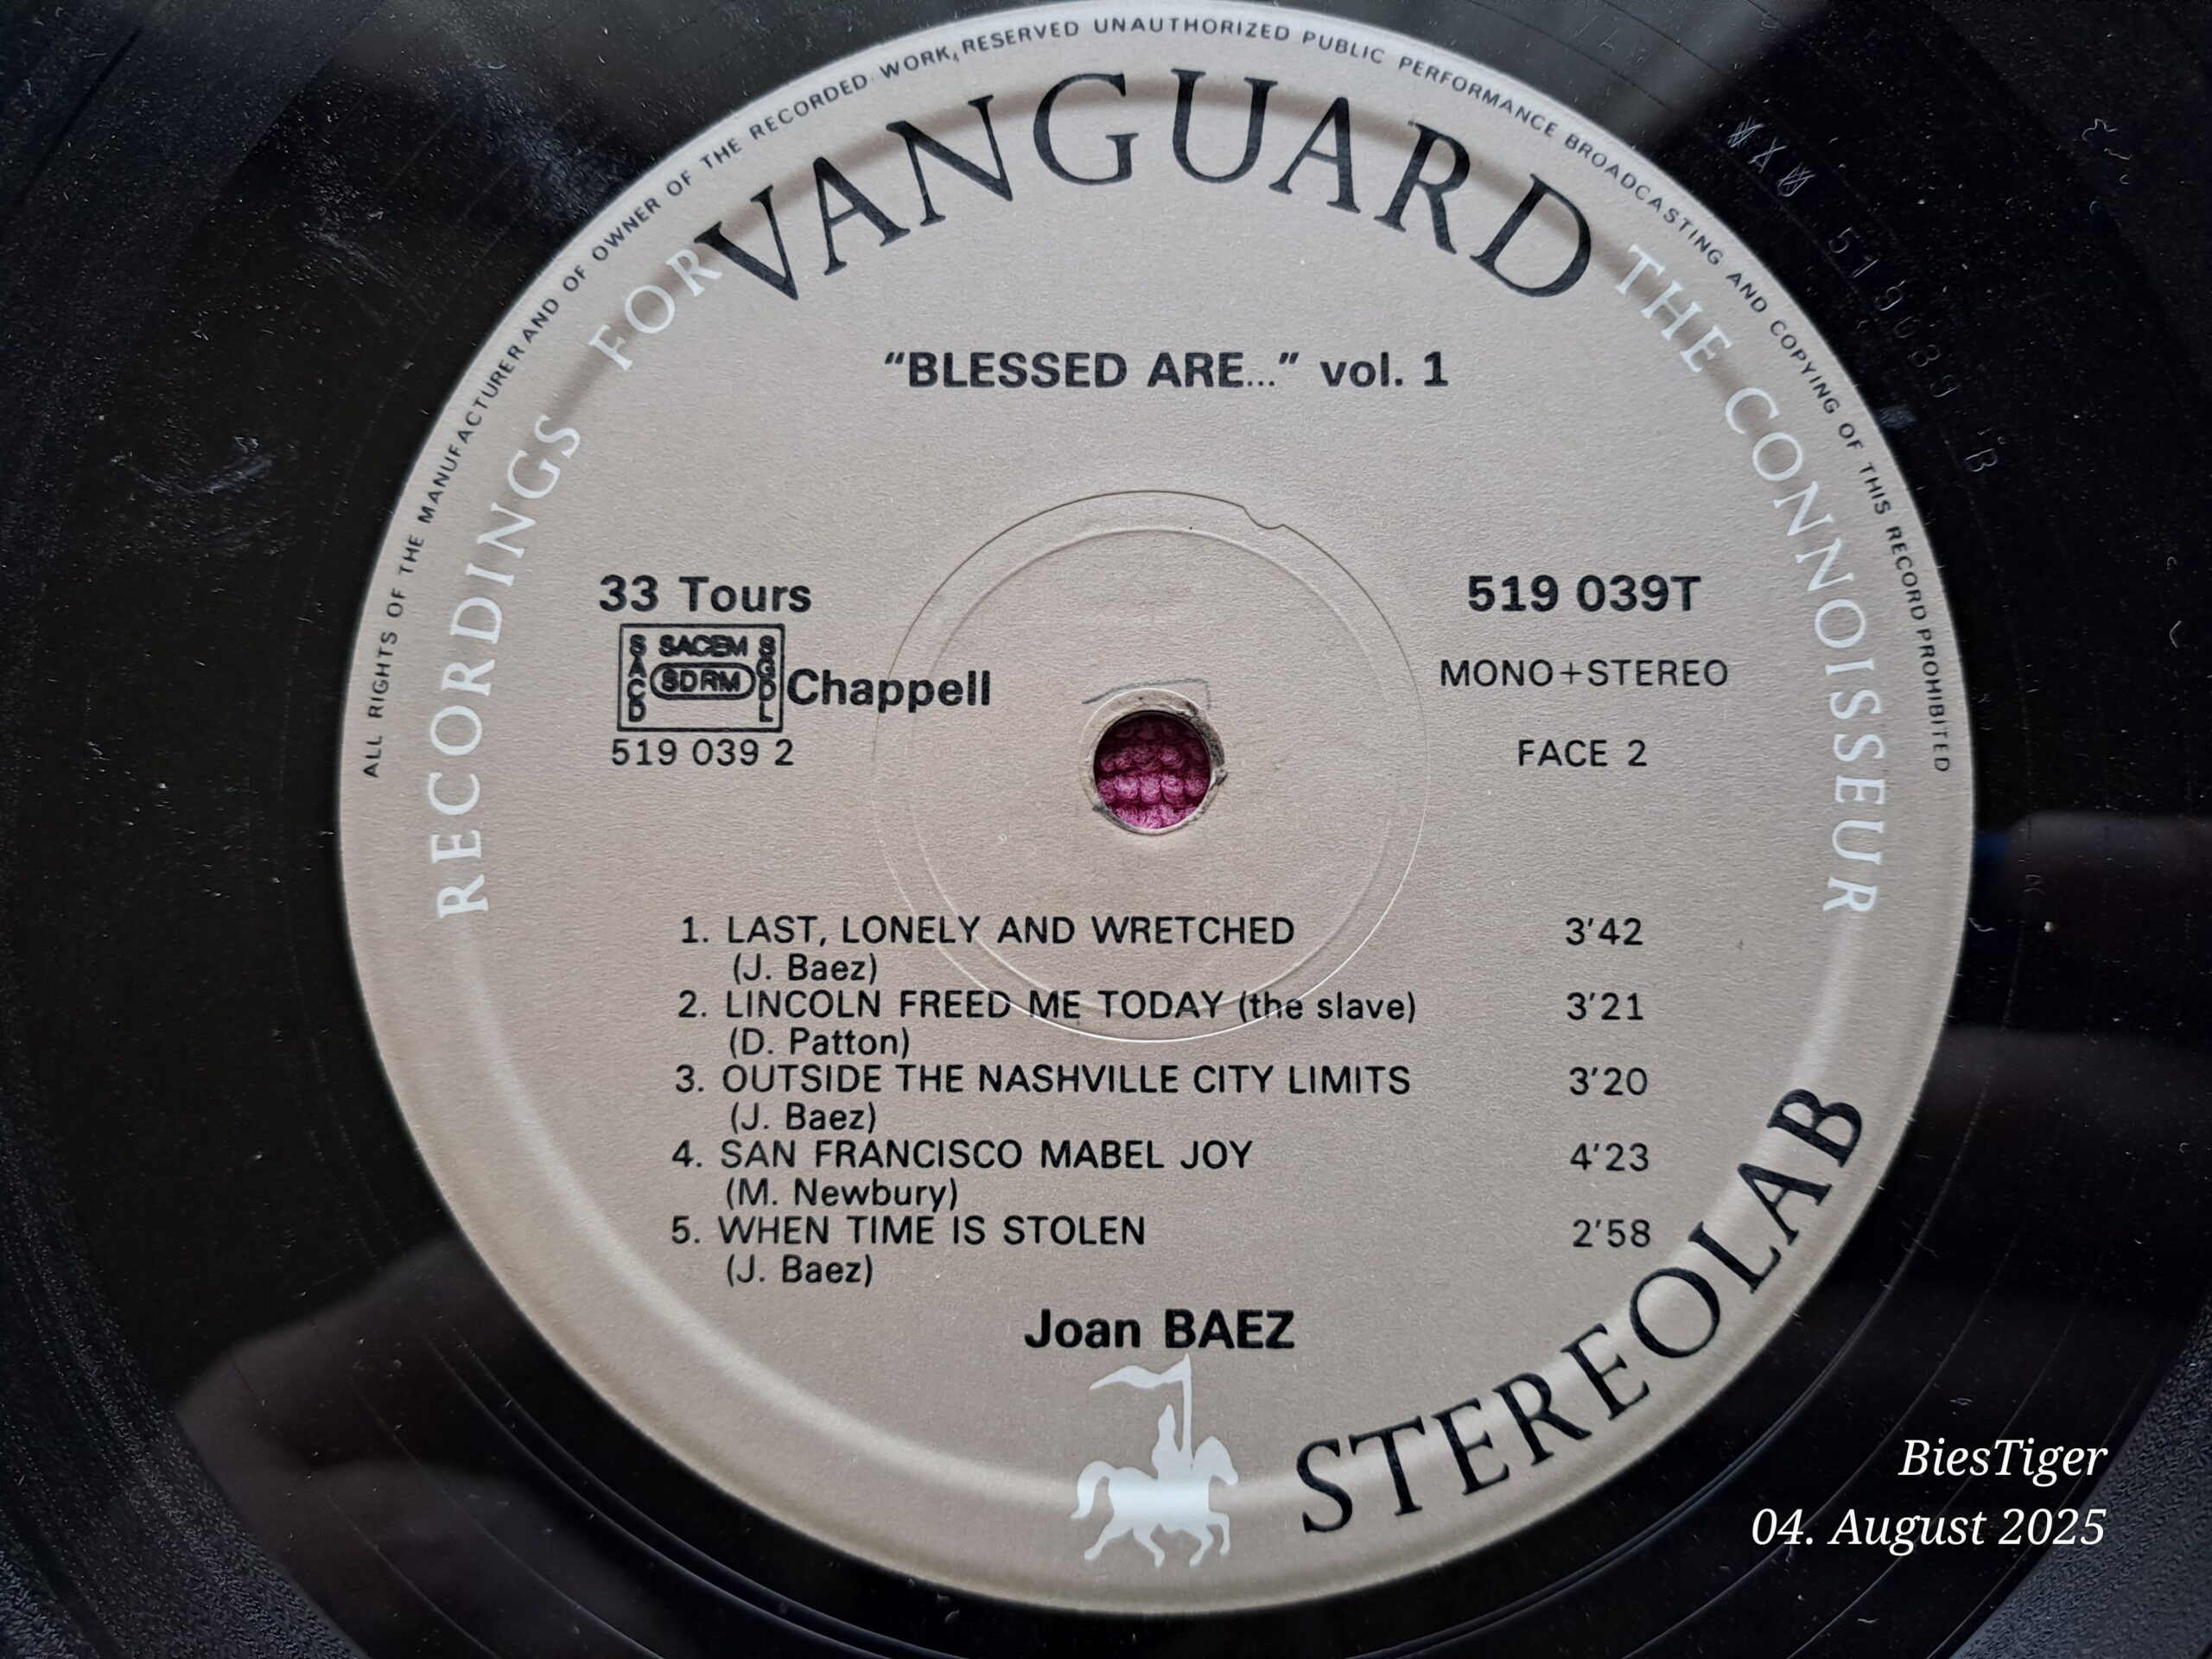 ALL RIGHTS OF THE MANUFACTURER AND OF OWNER OF THE RECORDED WORK, RESERVED UNAUTHORIZED PUBLIC PERFORMANCE BROADCASTING AND COPYING OF THIS RECORD PROHIBITED
RECORDINGS FOR VANGUARD THE CONNOISSEUR
"BLESSED ARE..." vol. 1
33 Tours
519 039T
SACEM
SACD
SDRM
SGDL
Chappell
MONO+STEREO
519 039 2
FACE 2
1. LAST, LONELY AND WRETCHED 3'42
(J. Baez)
2. LINCOLN FREED ME TODAY (the slave) 3'21
(D. Patton)
3. OUTSIDE THE NASHVILLE CITY LIMITS 3'20
(J. Baez)
4. SAN FRANCISCO MABEL JOY 4'23
(M. Newbury)
5. WHEN TIME IS STOLEN 2'58
(J. Baez)
Joan BAEZ
STEREOLAB
BiesTiger
04. August 2025